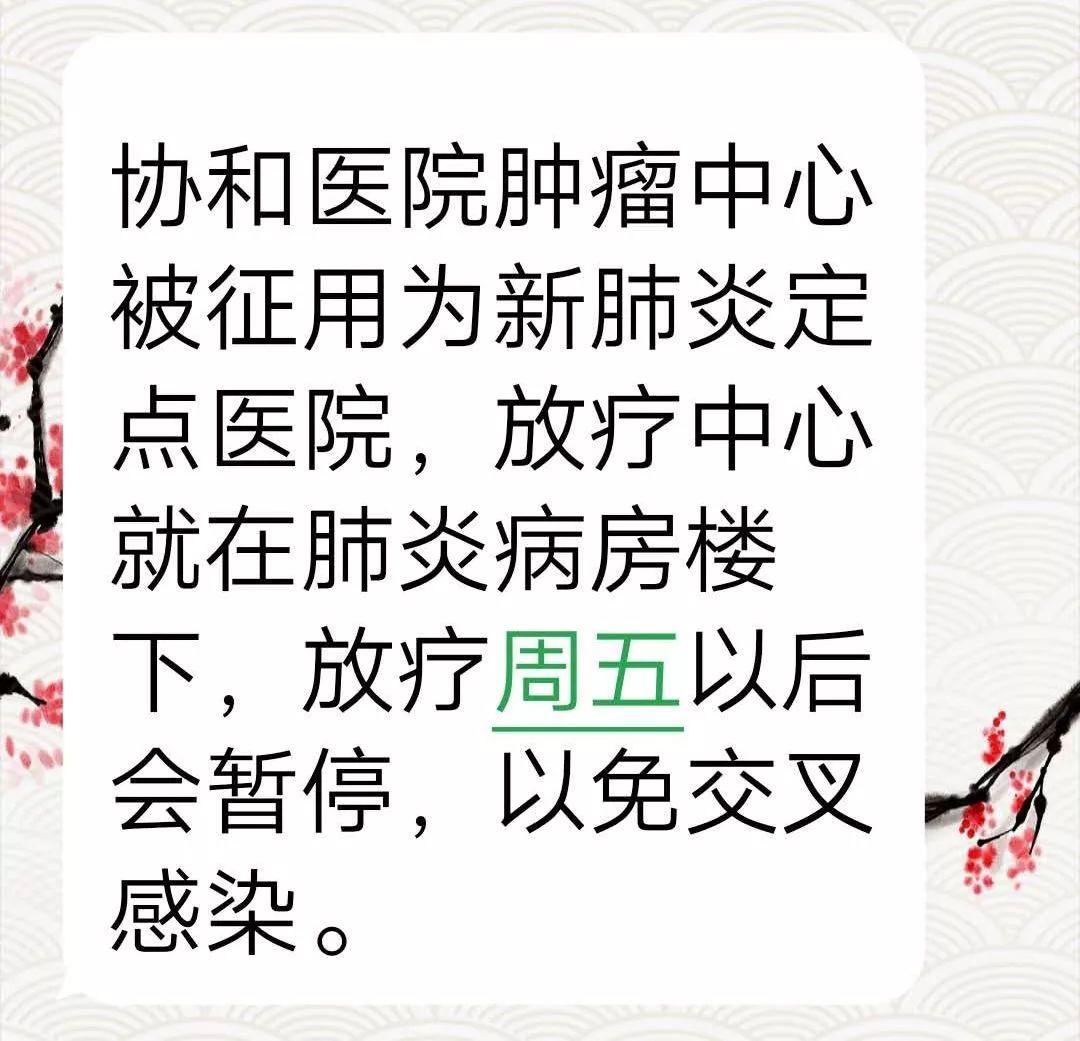 协和医院肿瘤中心
被征用为新肺炎定
点医院，放疗中心
就在肺炎病房楼
下，放疗周五以后
会暂停，以免交叉
感染。